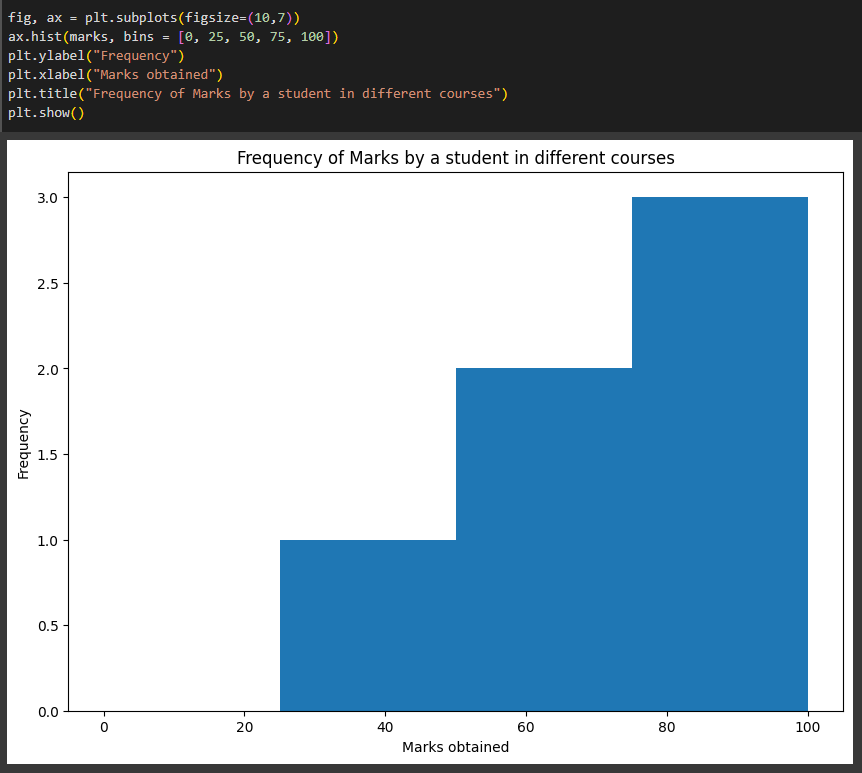 fig, ax = plt.subplots(figsize=(10,7))
ax.hist(marks, bins = [0, 25, 50, 75, 100])
plt.ylabel("Frequency")
plt.xlabel("Marks obtained")
plt.title("Frequency of Marks by a student in different courses")
plt.show()
Frequency of Marks by a student in different courses
3.0
2.5
2.0
1.5
1.0
0.5
0.0
Frequency
0 20 40 60 80 100
Marks obtained